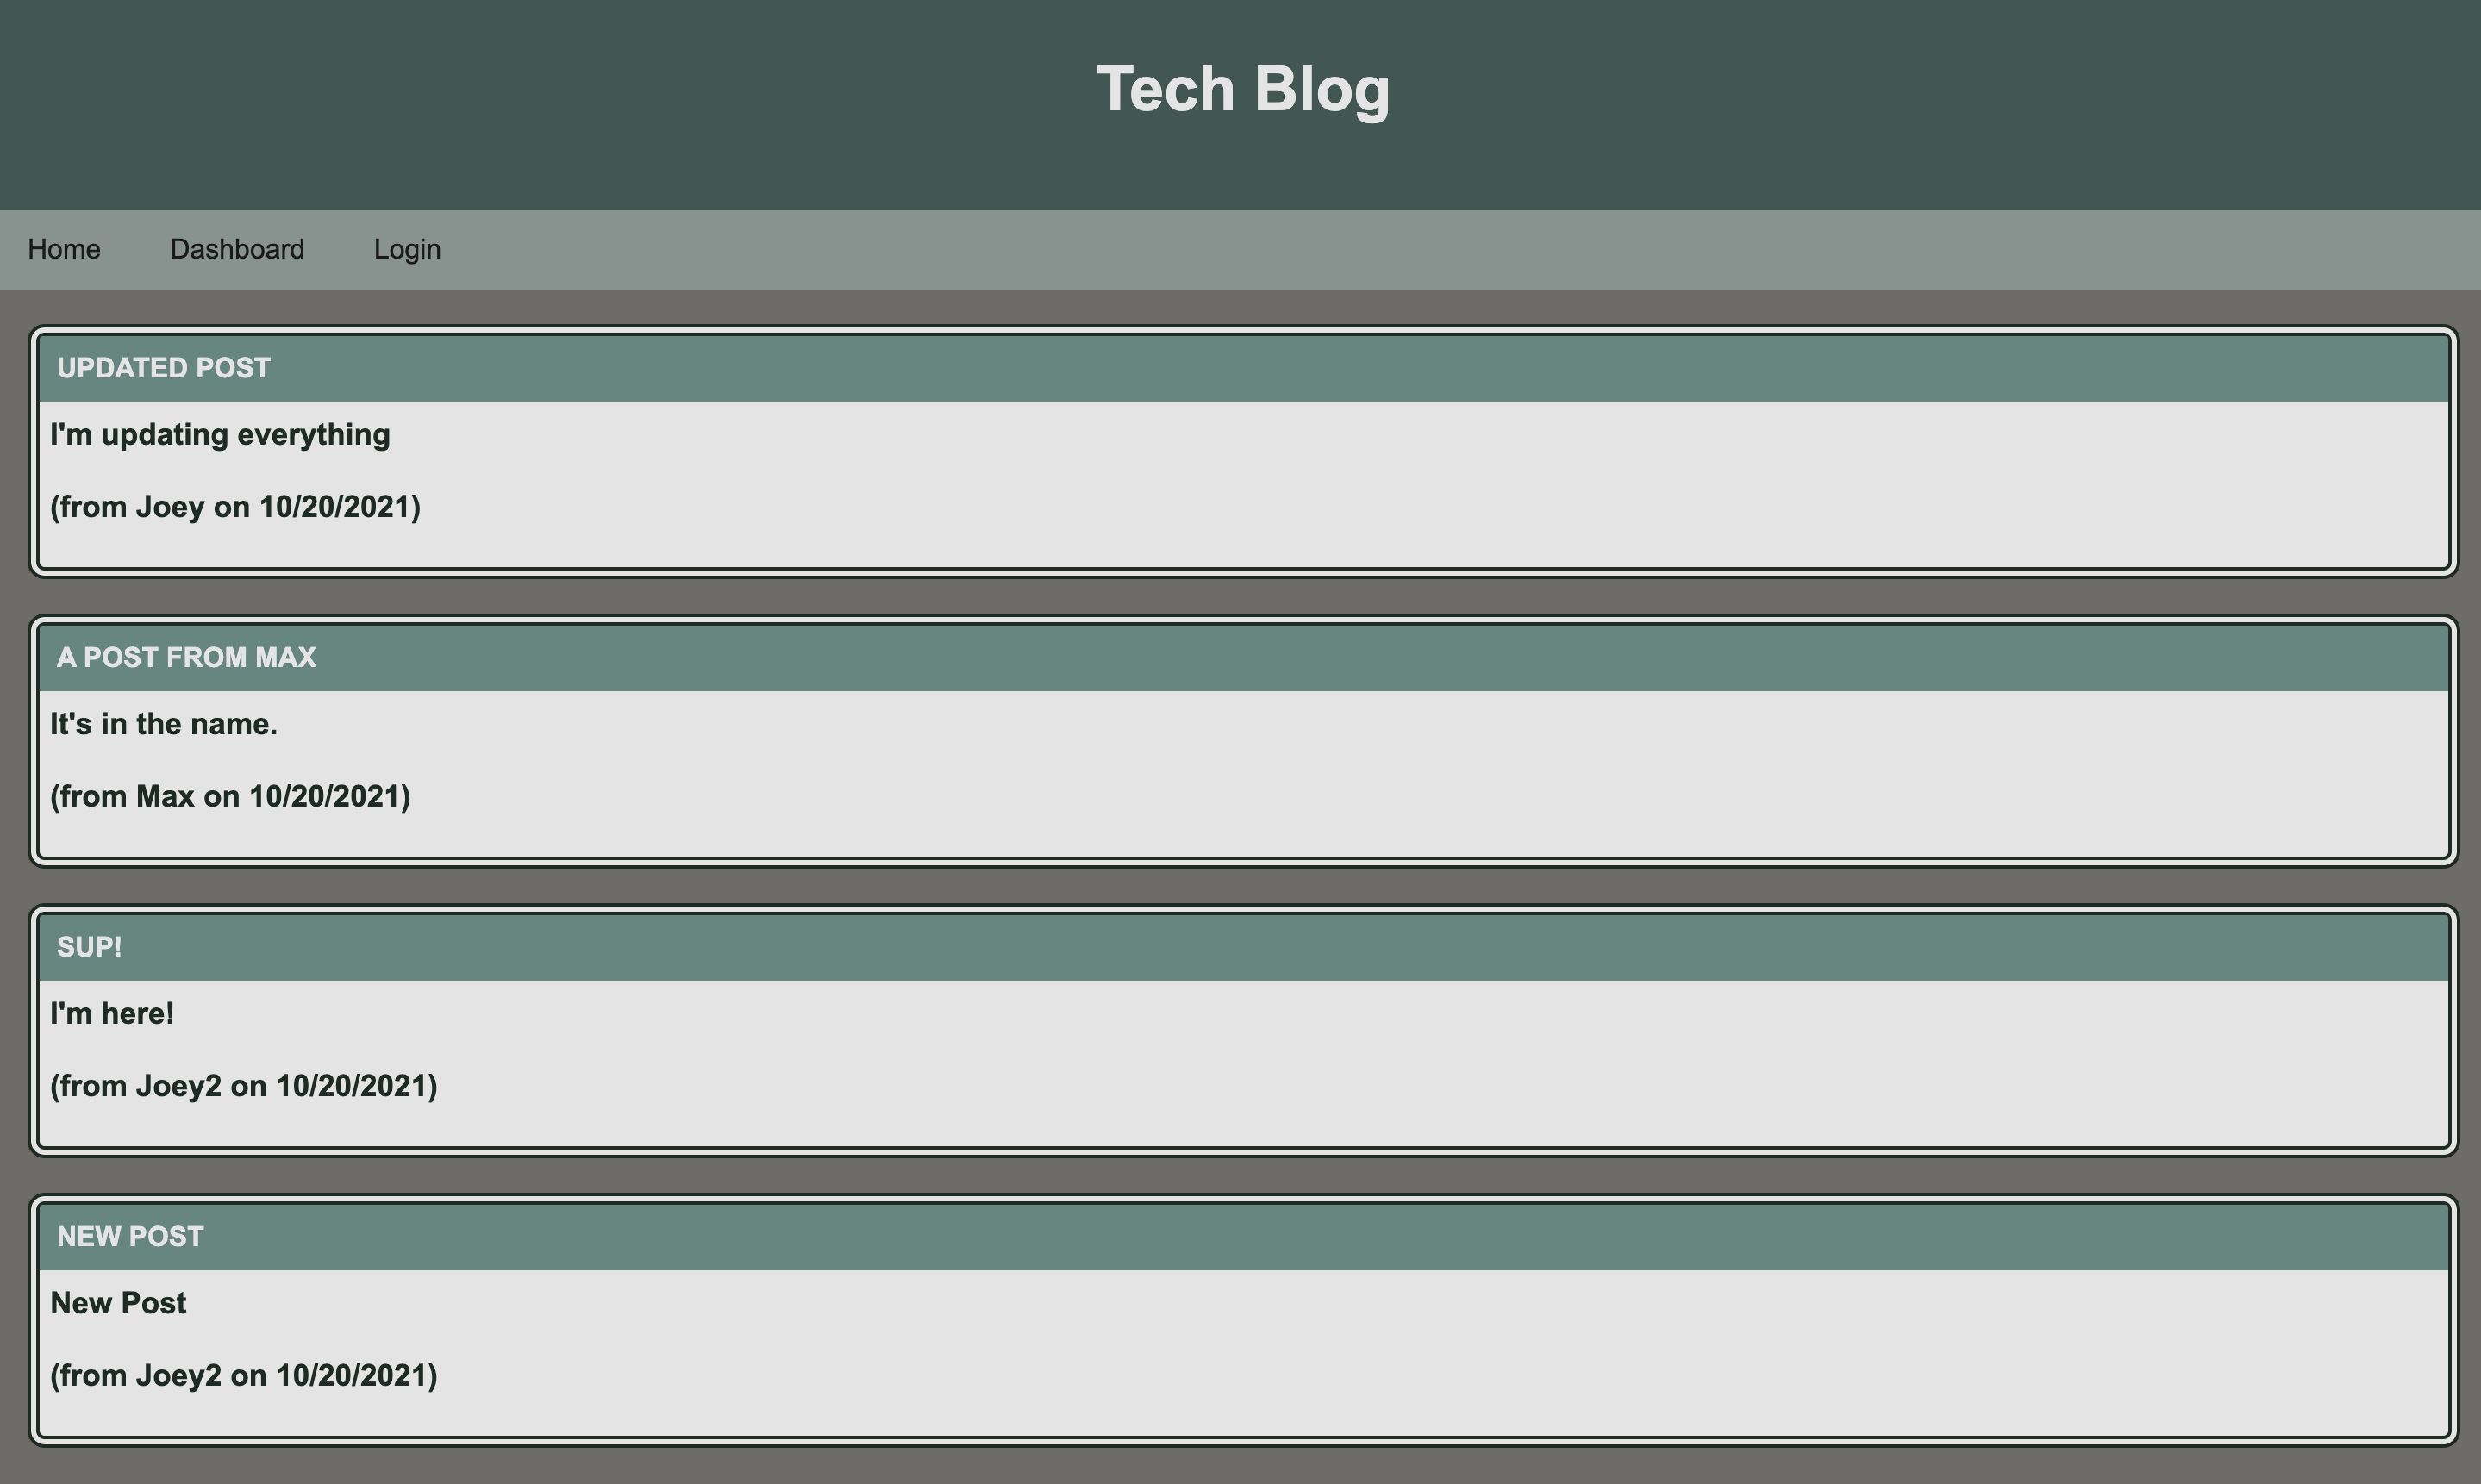 Tech Blog
Home Dashboard Login
UPDATED POST
I'm updating everything
(from Joey on 10/20/2021)
A POST FROM MAX
It's in the name.
(from Max on 10/20/2021)
SUP!
I'm here!
(from Joey2 on 10/20/2021)
NEW POST
New Post
(from Joey2 on 10/20/2021)